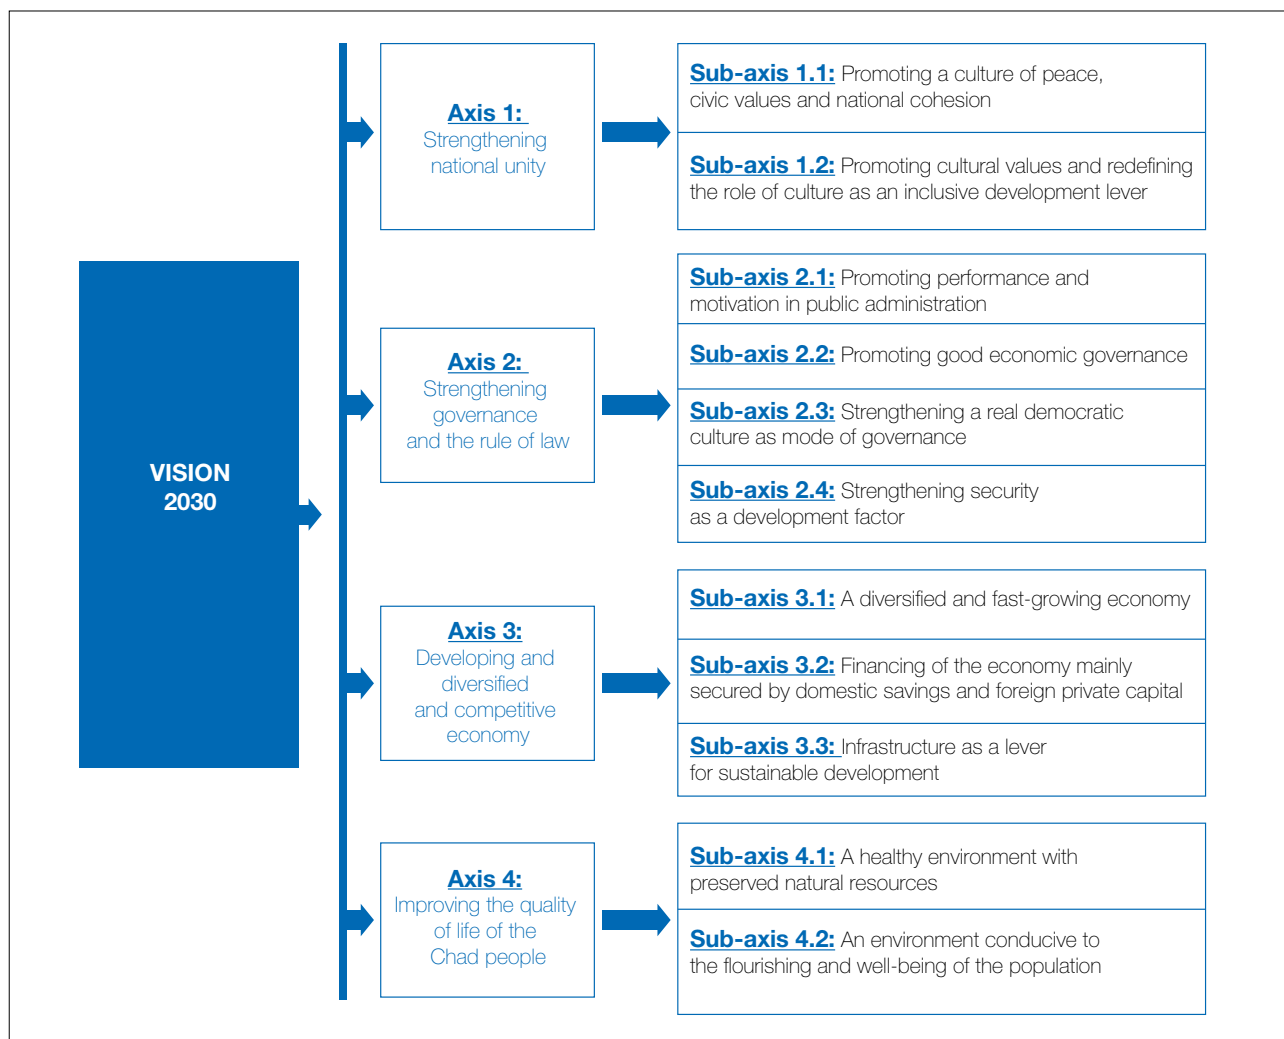 VISION
2030
Axis 1:
Strengthening
national unity
Sub-axis 1.1: Promoting a culture of peace,
civic values and national cohesion
Sub-axis 1.2: Promoting cultural values and redefining
the role of culture as an inclusive development lever
Axis 2:
Strengthening
governance
and the rule of law
Sub-axis 2.1: Promoting performance and
motivation in public administration
Sub-axis 2.2: Promoting good economic governance
Sub-axis 2.3: Strengthening a real democratic
culture as mode of governance
Sub-axis 2.4: Strengthening security
as a development factor
Axis 3:
Developing and
diversified
and competitive
economy
Sub-axis 3.1: A diversified and fast-growing economy
Sub-axis 3.2: Financing of the economy mainly
secured by domestic savings and foreign private capital
Sub-axis 3.3: Infrastructure as a lever
for sustainable development
Axis 4:
Improving the quality
of life of the
Chad people
Sub-axis 4.1: A healthy environment with
preserved natural resources
Sub-axis 4.2: An environment conducive to
the flourishing and well-being of the population